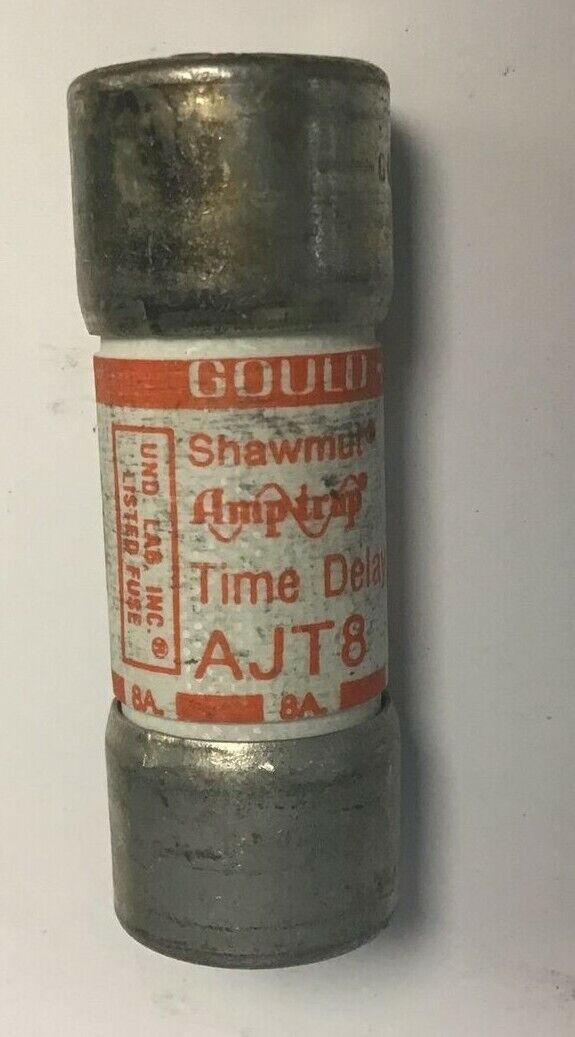 GOULD
Shawmut®
Amp-trap®
Time Delay
AJT8
UND. LAB. INC. ®
LISTED FUSE
8A. 8A.